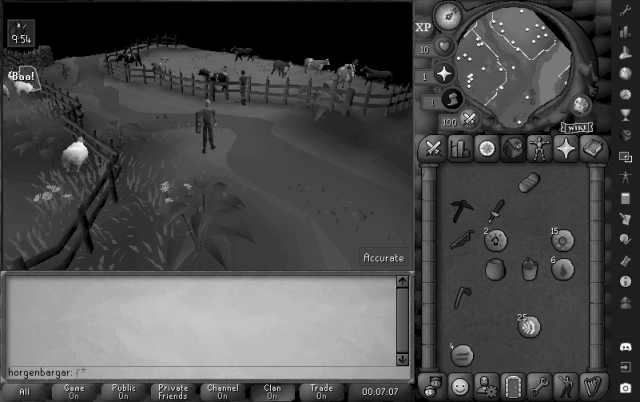 9:54
Baa!
XP
10
1
1
100
WIKI
2
15
6
25
Accurate
horgenbargar: f*
All
Game
On
Public
On
Private
Friends
Channel
On
Clan
On
Trade
On
00:07:07